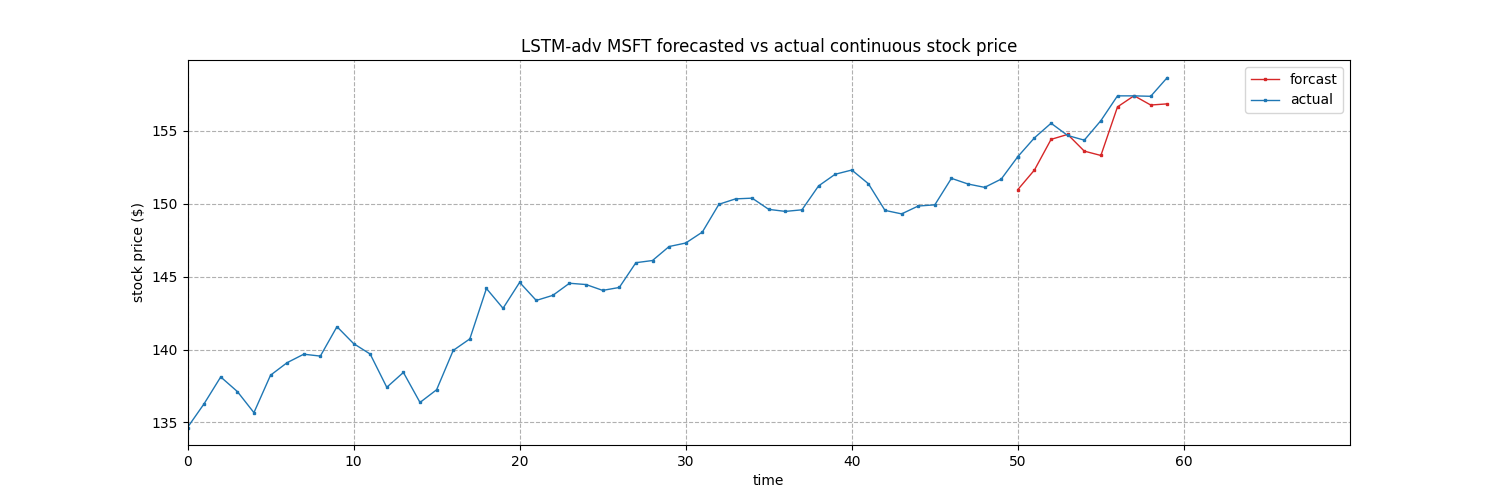 LSTM-adv MSFT forecasted vs actual continuous stock price
forcast
actual
155
150
145
140
135
stock price ($)
0 10 20 30 40 50 60
time